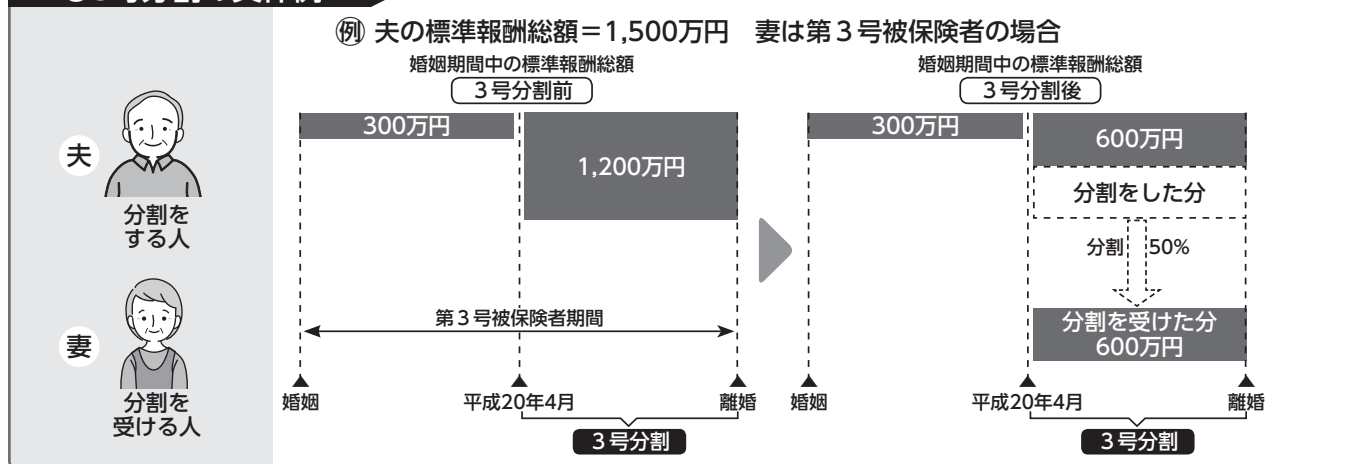 例 夫の標準報酬総額＝1,500万円　妻は第３号被保険者の場合
婚姻期間中の標準報酬総額
３号分割前
300万円
1,200万円
第３号被保険者期間
婚姻
平成20年4月
離婚
３号分割
婚姻期間中の標準報酬総額
３号分割後
300万円
600万円
分割をした分
分割
50%
分割を受けた分
600万円
婚姻
平成20年4月
離婚
３号分割
夫
分割を
する人
妻
分割を
受ける人